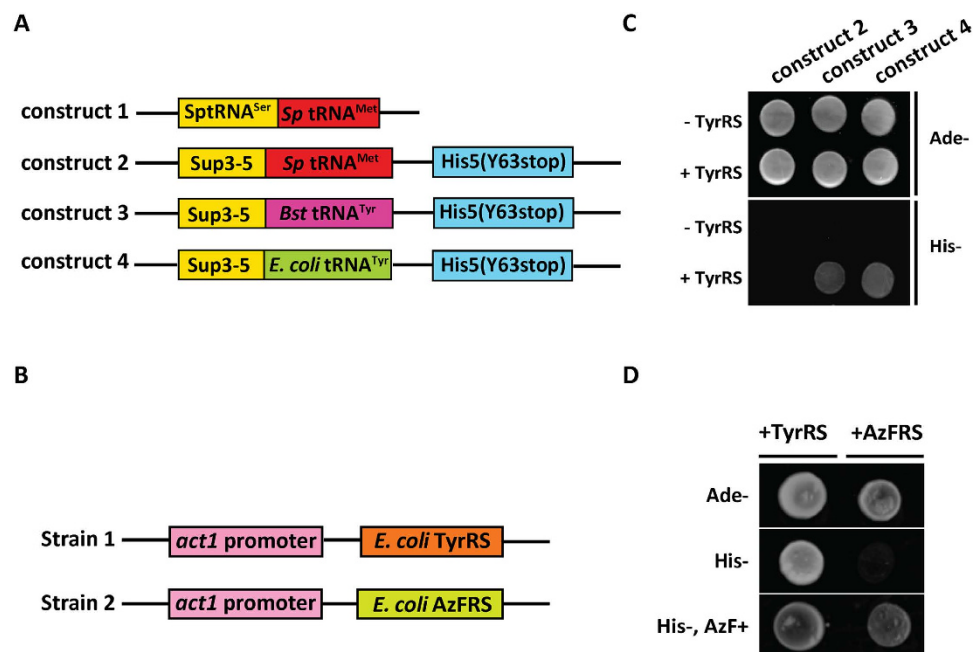 A
construct 1
SptRNA^Ser
Sp tRNA^Met
construct 2
Sup3-5
Sp tRNA^Met
His5(Y63stop)
construct 3
Sup3-5
Bst tRNA^Tyr
His5(Y63stop)
construct 4
Sup3-5
E. coli tRNA^Tyr
His5(Y63stop)
B
Strain 1
act1 promoter
E. coli TyrRS
Strain 2
act1 promoter
E. coli AzFRS
C
construct 2
construct 3
construct 4
- TyrRS
+ TyrRS
Ade-
- TyrRS
+ TyrRS
His-
D
+TyrRS
+AzFRS
Ade-
His-
His-, AzF+